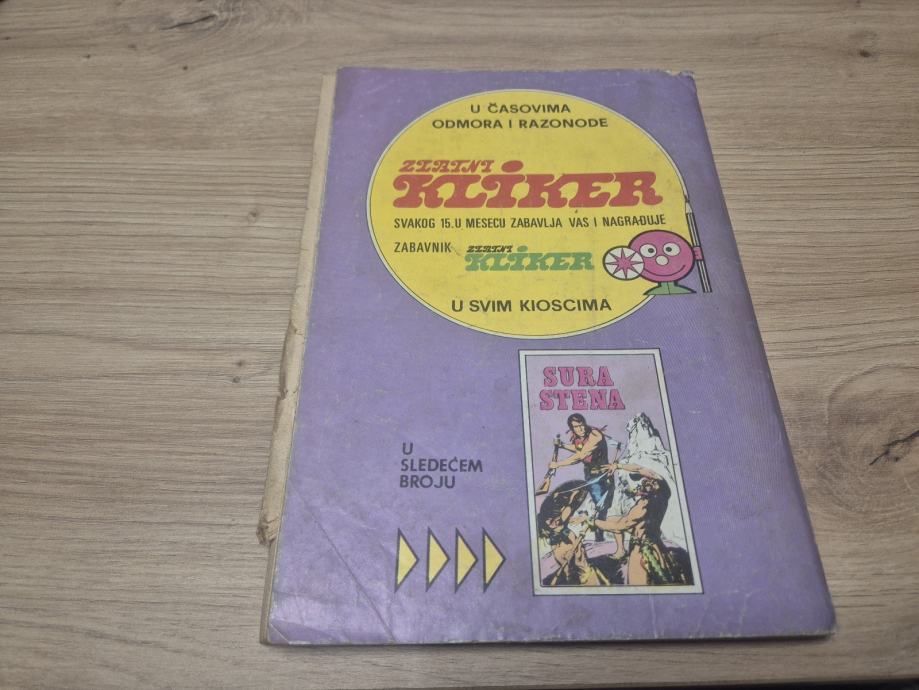 U ČASOVIMA
ODMORA I RAZONODE
ZLATNI
KLIKER
SVAKOG 15. U MESECU ZABAVLJA VAS I NAGRAĐUJE
ZABAVNIK ZLATNI
KLIKER
U SVIM KIOSCIMA
SURA
STENA
U
SLEDEĆEM
BROJU